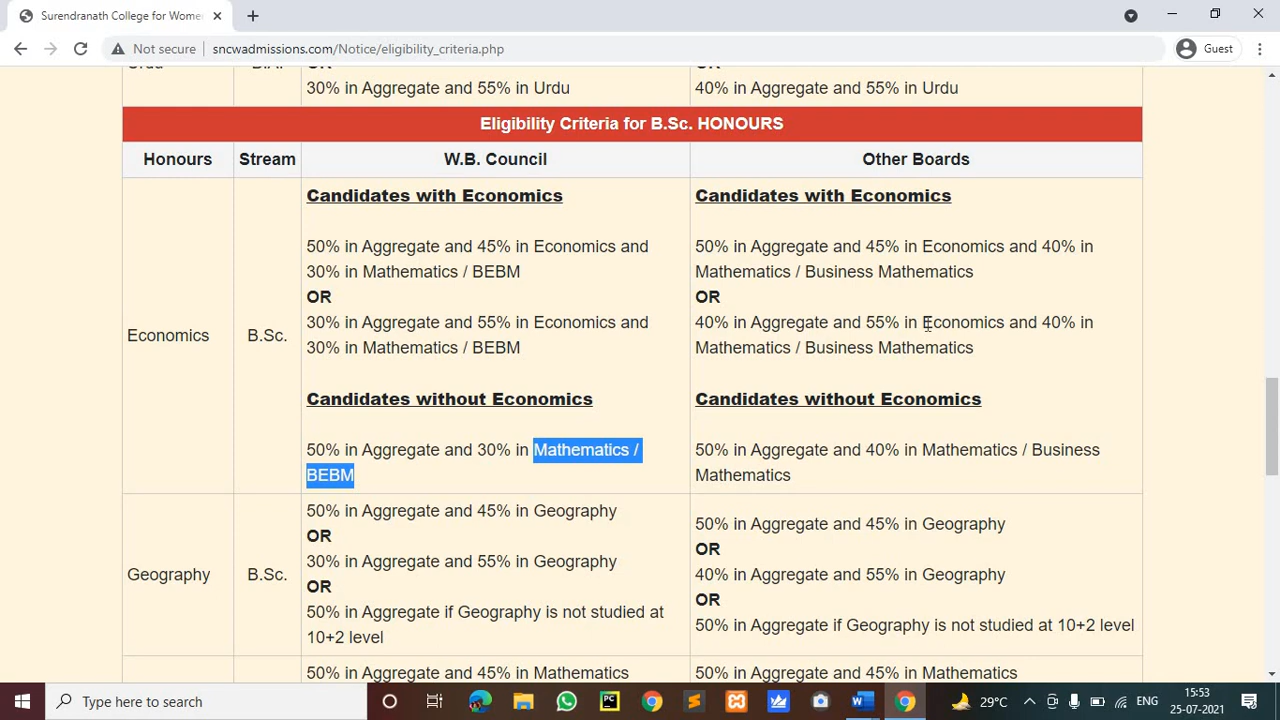 Surendranath College for Wome
Not secure
sncwadmissions.com/Notice/eligibility_criteria.php
Guest
30% in Aggregate and 55% in Urdu
40% in Aggregate and 55% in Urdu
Eligibility Criteria for B.Sc. HONOURS
Honours
Stream
W.B. Council
Other Boards
Economics
B.Sc.
Candidates with Economics
50% in Aggregate and 45% in Economics and
30% in Mathematics / BEBM
OR
30% in Aggregate and 55% in Economics and
30% in Mathematics / BEBM
Candidates without Economics
50% in Aggregate and 30% in Mathematics /
BEBM
Candidates with Economics
50% in Aggregate and 45% in Economics and 40% in
Mathematics / Business Mathematics
OR
40% in Aggregate and 55% in Economics and 40% in
Mathematics / Business Mathematics
Candidates without Economics
50% in Aggregate and 40% in Mathematics / Business
Mathematics
Geography
B.Sc.
50% in Aggregate and 45% in Geography
OR
30% in Aggregate and 55% in Geography
OR
50% in Aggregate if Geography is not studied at
10+2 level
50% in Aggregate and 45% in Geography
OR
40% in Aggregate and 55% in Geography
OR
50% in Aggregate if Geography is not studied at 10+2 level
50% in Aggregate and 45% in Mathematics
50% in Aggregate and 45% in Mathematics
Type here to search
PC
29°C
ENG
15:53
25-07-2021